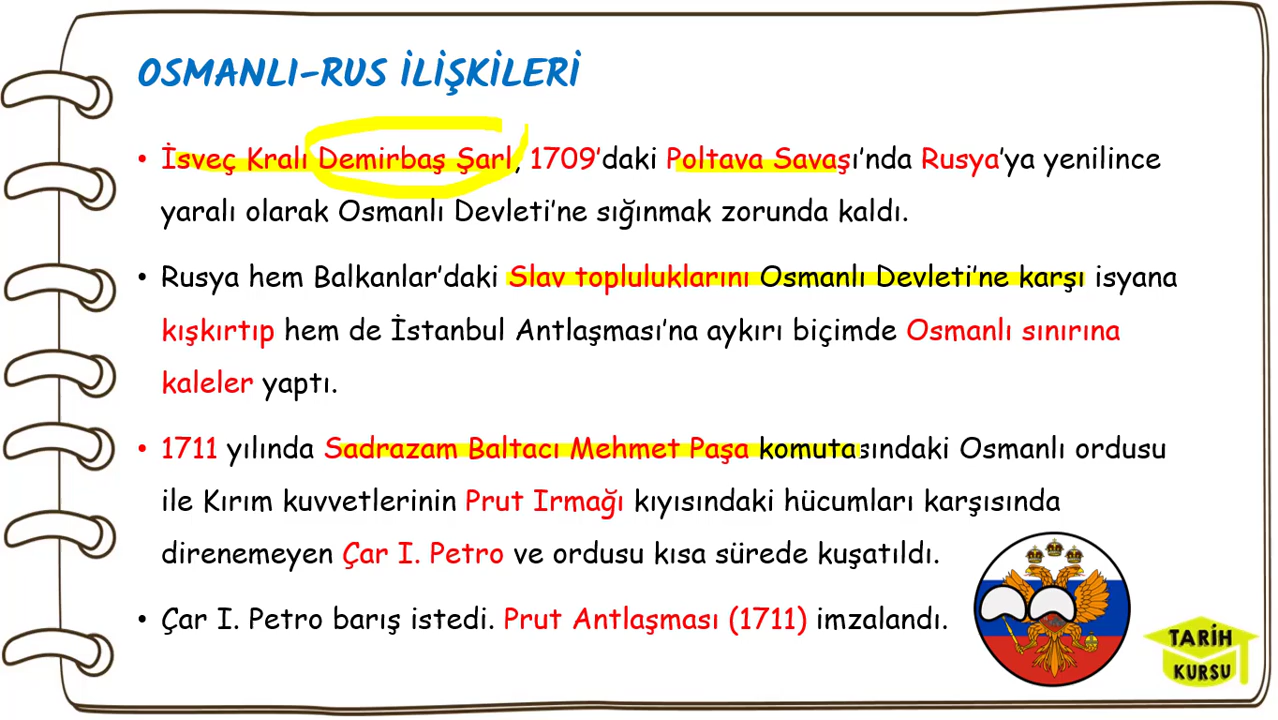 OSMANLI-RUS İLİŞKİLERİ
• İsveç Kralı Demirbaş Şarl, 1709’daki Poltava Savaşı’nda Rusya’ya yenilince
yaralı olarak Osmanlı Devleti’ne sığınmak zorunda kaldı.
• Rusya hem Balkanlar’daki Slav topluluklarını Osmanlı Devleti’ne karşı isyana
kışkırtıp hem de İstanbul Antlaşması’na aykırı biçimde Osmanlı sınırına
kaleler yaptı.
• 1711 yılında Sadrazam Baltacı Mehmet Paşa komutasındaki Osmanlı ordusu
ile Kırım kuvvetlerinin Prut Irmağı kıyısındaki hücumları karşısında
direnemeyen Çar I. Petro ve ordusu kısa sürede kuşatıldı.
• Çar I. Petro barış istedi. Prut Antlaşması (1711) imzalandı.
TARİH
KURSU